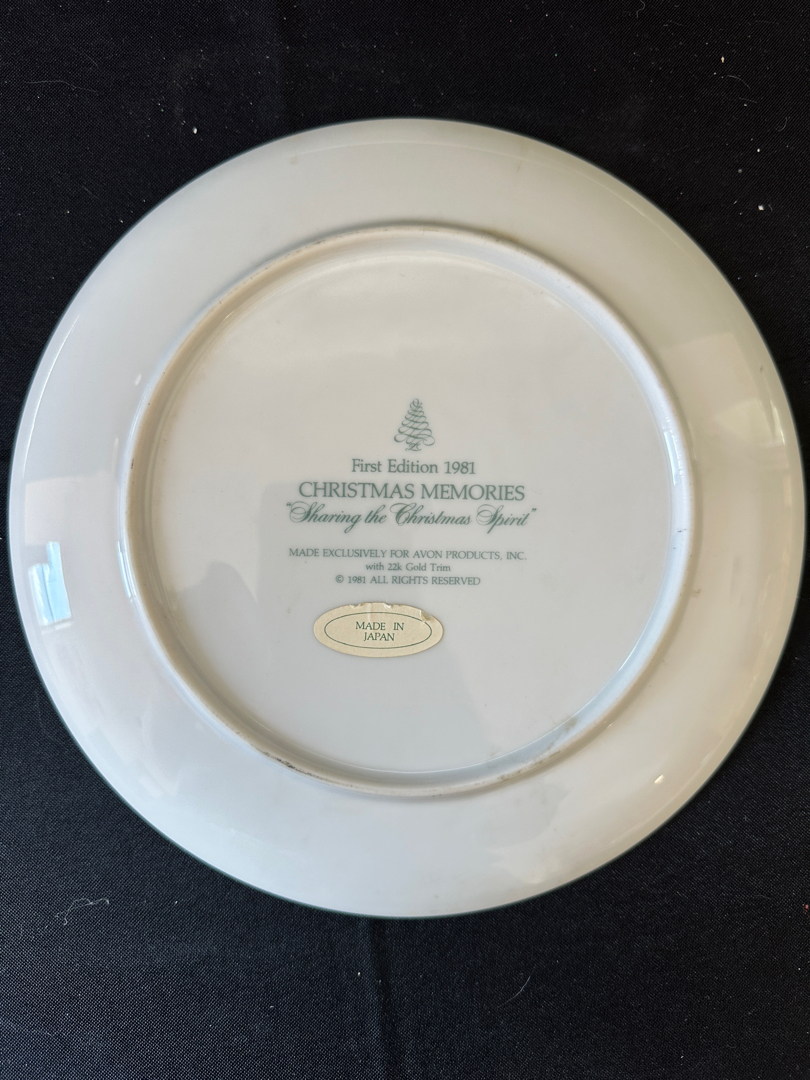 First Edition 1981
CHRISTMAS MEMORIES
"Sharing the Christmas Spirit"
MADE EXCLUSIVELY FOR AVON PRODUCTS, INC.
with 22k Gold Trim
© 1981 ALL RIGHTS RESERVED
MADE IN
JAPAN